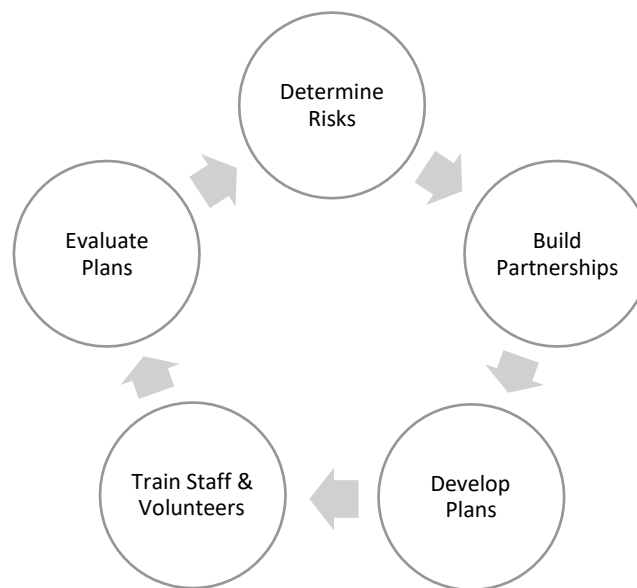 Determine
Risks
Build
Partnerships
Develop
Plans
Train Staff &
Volunteers
Evaluate
Plans